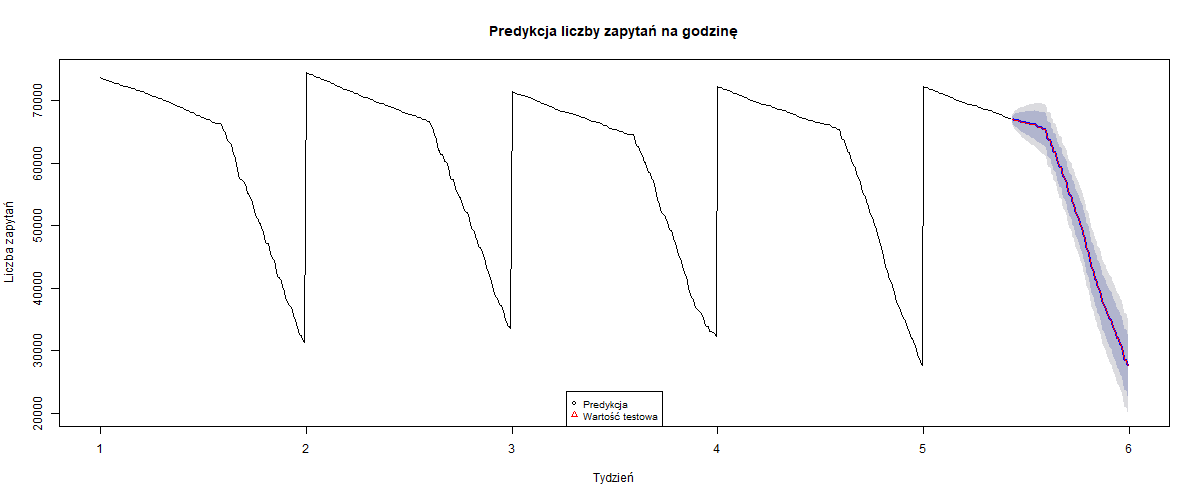 Predykcja liczby zapytań na godzinę
Liczba zapytań
70000
60000
50000
40000
30000
20000
Predykcja
Wartość testowa
1 2 3 4 5 6
Tydzień